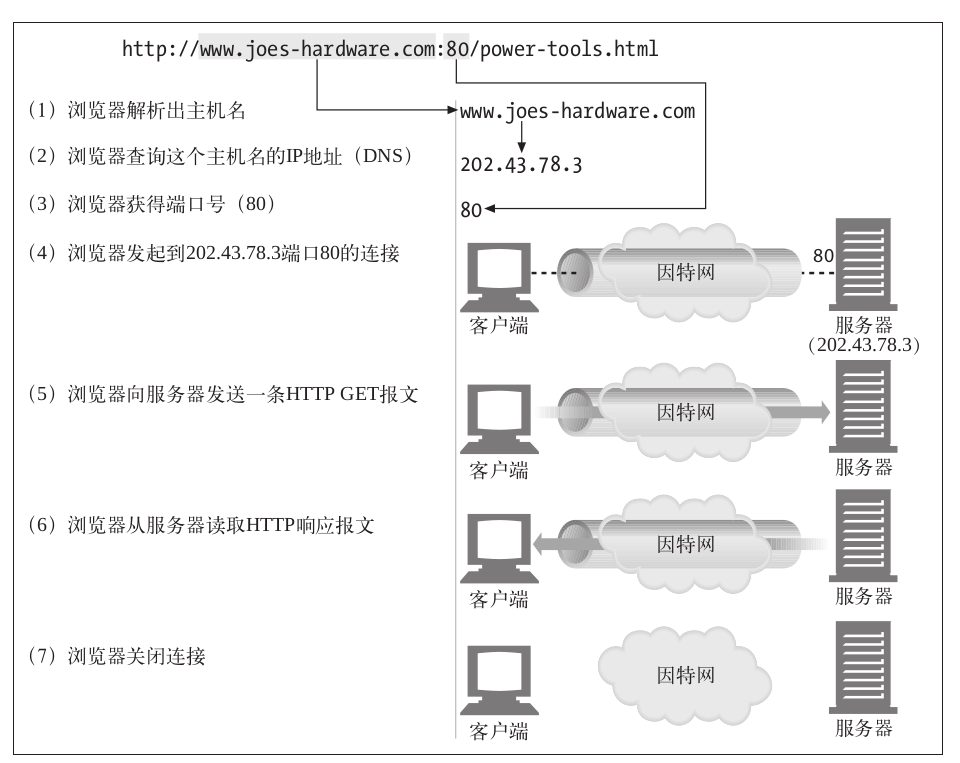 http://www.joes-hardware.com:80/power-tools.html
（1）浏览器解析出主机名
www.joes-hardware.com
（2）浏览器查询这个主机名的IP地址（DNS）
202.43.78.3
（3）浏览器获得端口号（80）
80
（4）浏览器发起到202.43.78.3端口80的连接
因特网
80
客户端
服务器
（202.43.78.3）
（5）浏览器向服务器发送一条HTTP GET报文
因特网
客户端
服务器
（6）浏览器从服务器读取HTTP响应报文
因特网
客户端
服务器
（7）浏览器关闭连接
因特网
客户端
服务器